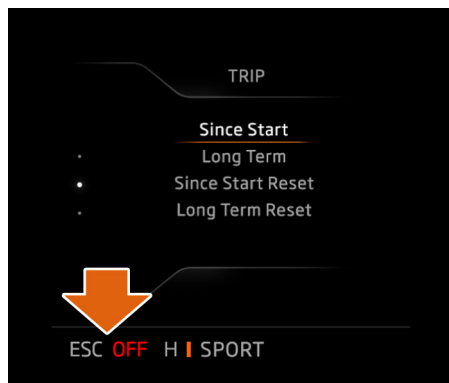 TRIP
Since Start
Long Term
Since Start Reset
Long Term Reset
ESC OFF H SPORT